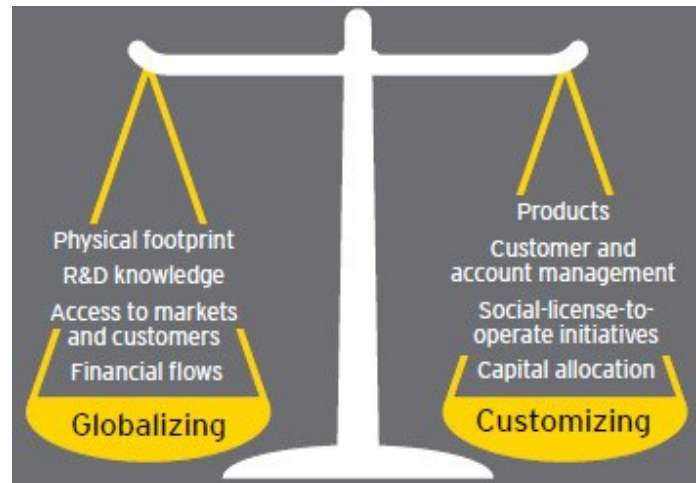 Physical footprint
R&D knowledge
Access to markets
and customers
Financial flows
Globalizing
Products
Customer and
account management
Social-license-to-
operate initiatives
Capital allocation
Customizing